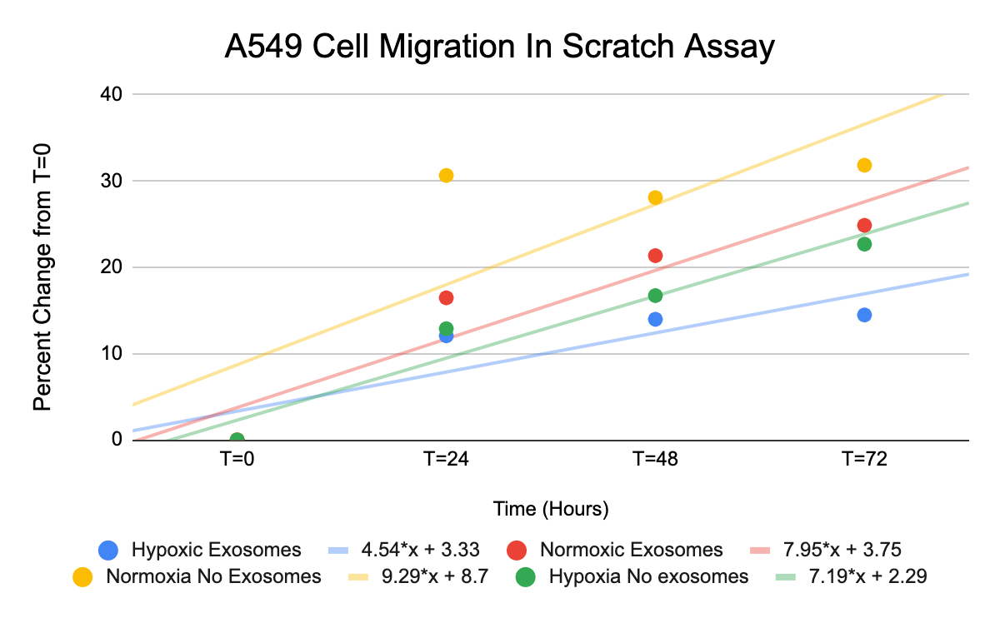 A549 Cell Migration In Scratch Assay
Percent Change from T=0
40
30
20
10
0
T=0 T=24 T=48 T=72
Time (Hours)
Hypoxic Exosomes 4.54*x + 3.33 Normoxic Exosomes 7.95*x + 3.75
Normoxia No Exosomes 9.29*x + 8.7 Hypoxia No exosomes 7.19*x + 2.29